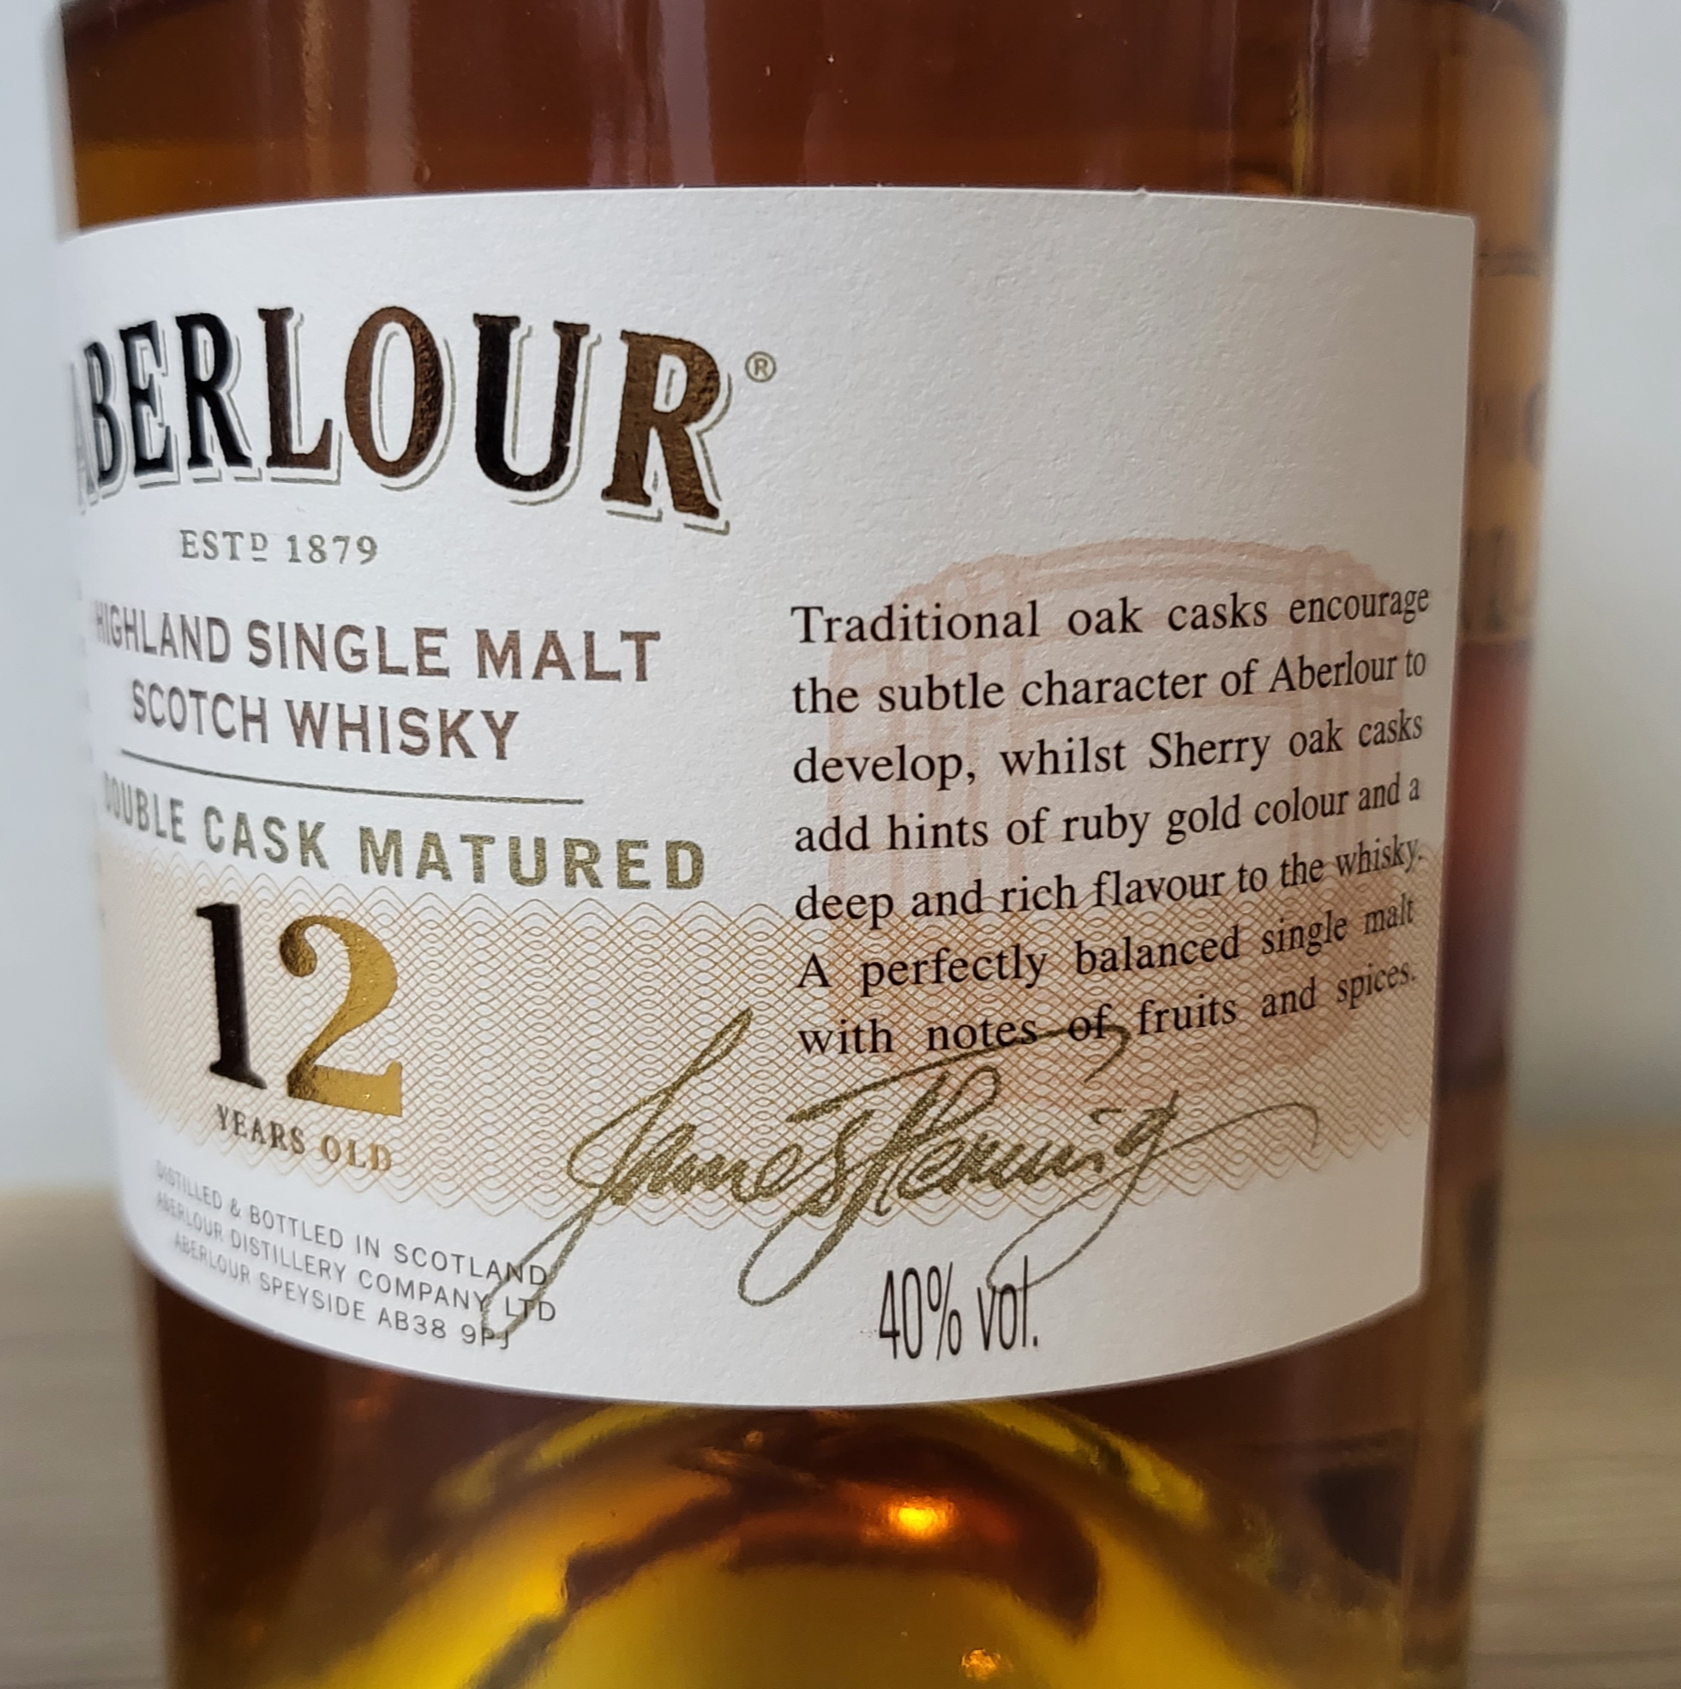 ABERLOUR®
ESTD 1879
HIGHLAND SINGLE MALT
SCOTCH WHISKY
DOUBLE CASK MATURED
12
YEARS OLD
DISTILLED & BOTTLED IN SCOTLAND
ABERLOUR DISTILLERY COMPANY LTD
ABERLOUR SPEYSIDE AB38 9PJ
Traditional oak casks encourage
the subtle character of Aberlour to
develop, whilst Sherry oak casks
add hints of ruby gold colour and a
deep and rich flavour to the whisky.
A perfectly balanced single malt
with notes of fruits and spices.
James Fleming
40% vol.